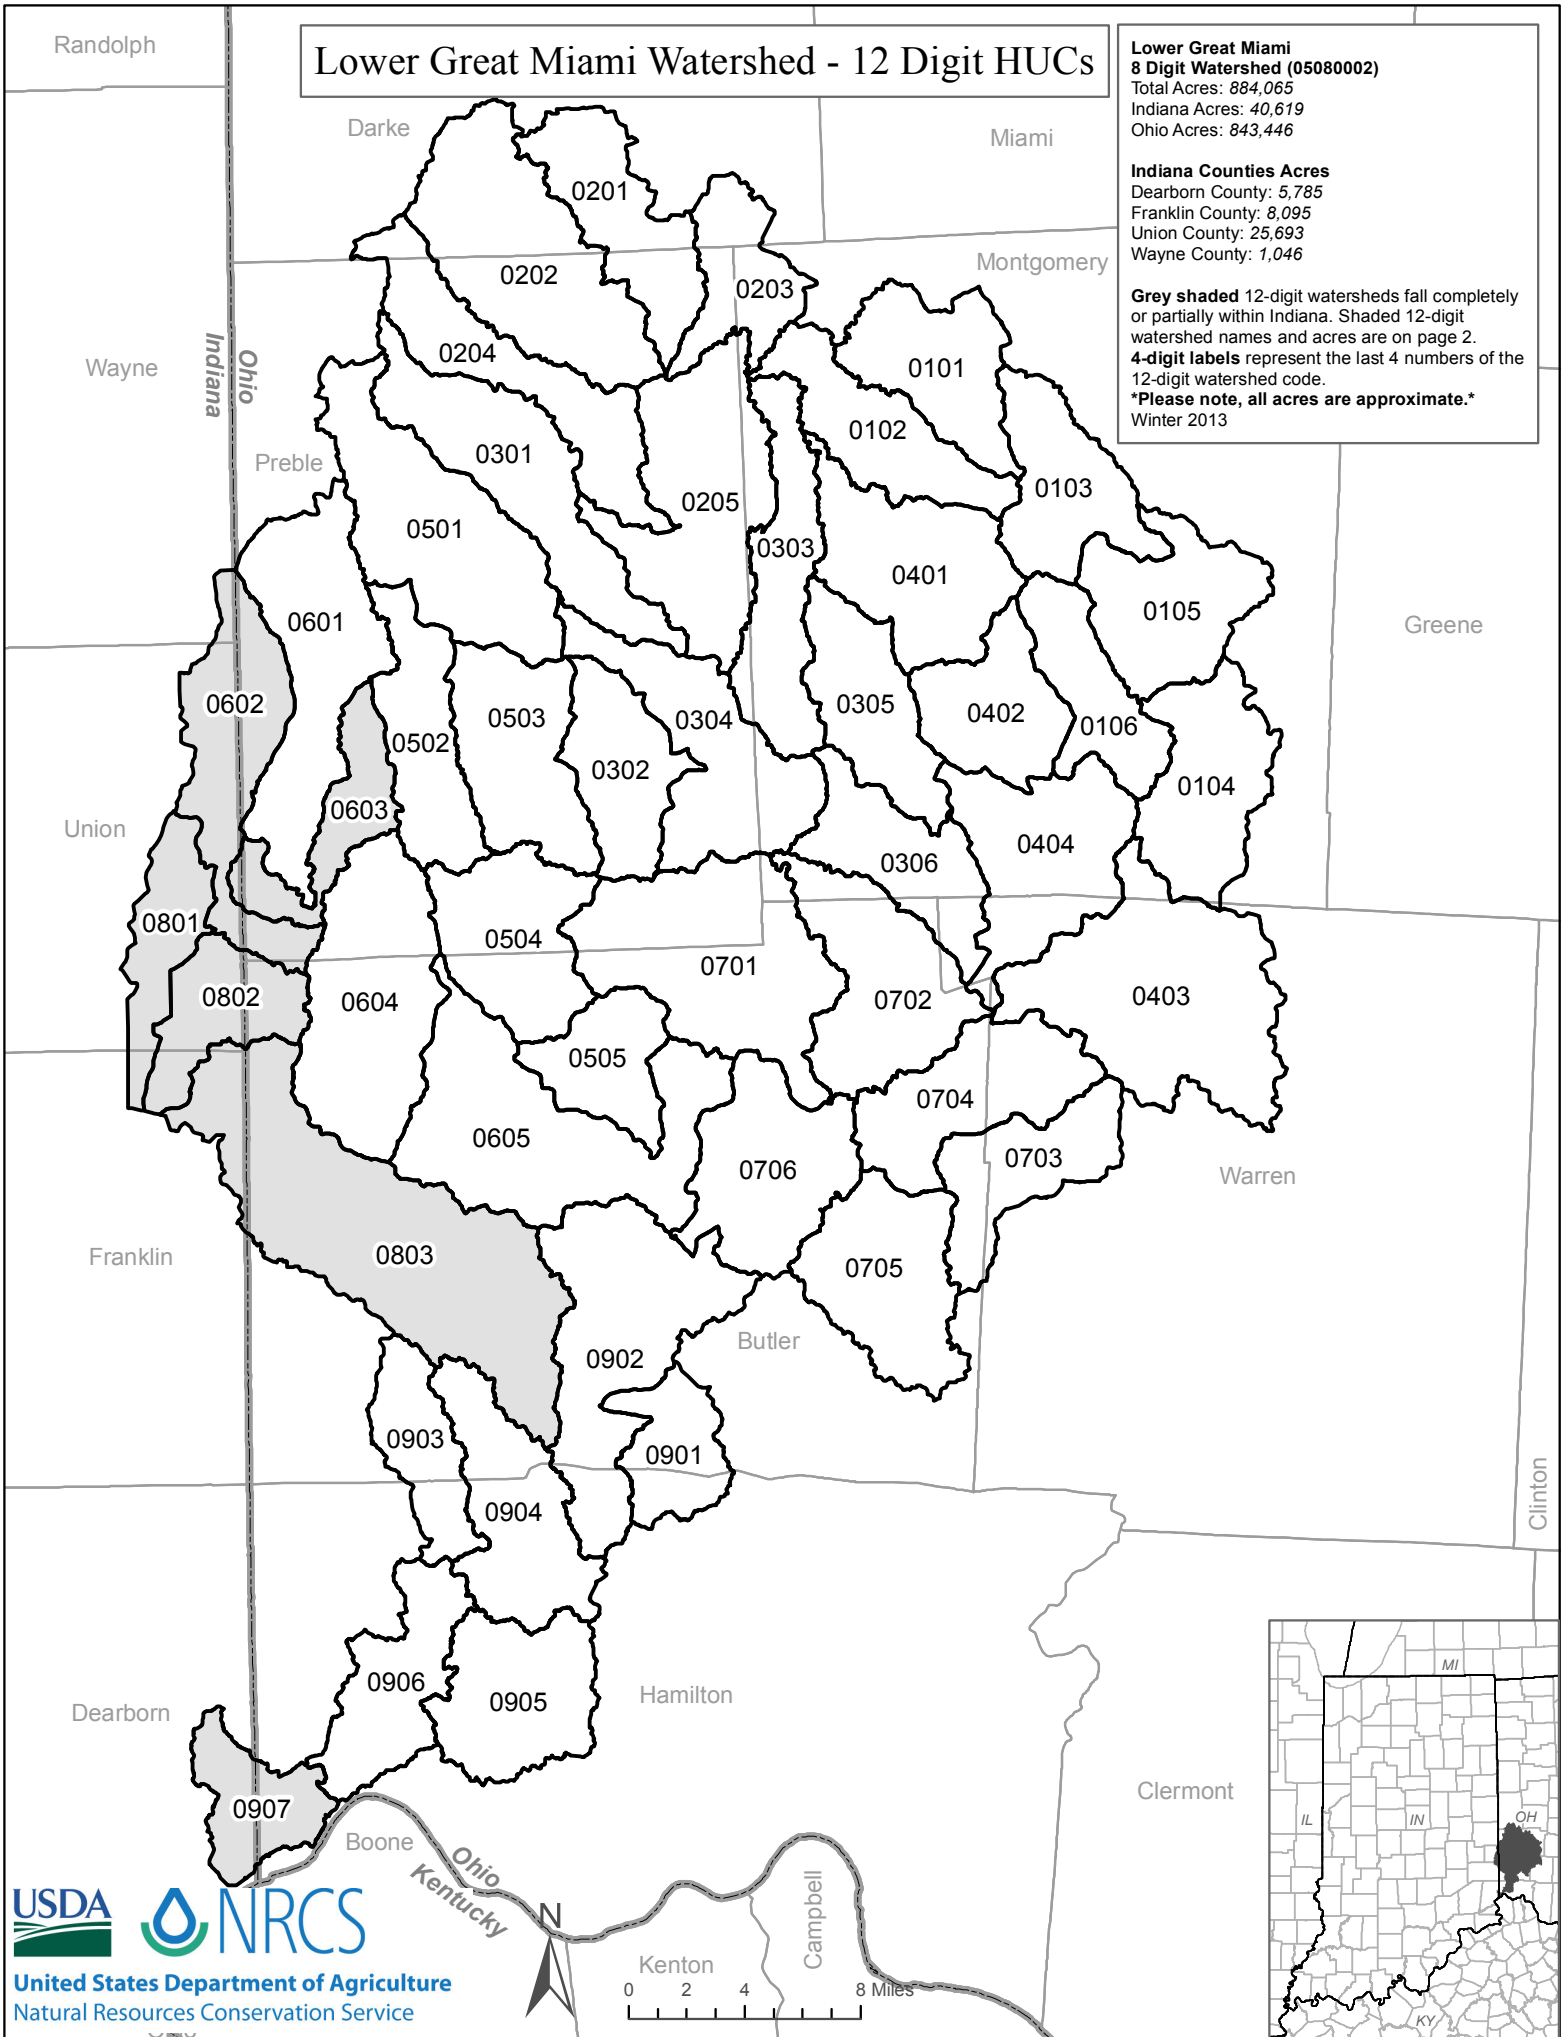 Lower Great Miami Watershed - 12 Digit HUCs
Lower Great Miami
8 Digit Watershed (05080002)
Total Acres: 884,065
Indiana Acres: 40,619
Ohio Acres: 843,446
Indiana Counties Acres
Dearborn County: 5,785
Franklin County: 8,095
Union County: 25,693
Wayne County: 1,046
Grey shaded 12-digit watersheds fall completely
or partially within Indiana. Shaded 12-digit
watershed names and acres are on page 2.
4-digit labels represent the last 4 numbers of the
12-digit watershed code.
*Please note, all acres are approximate.*
Winter 2013
Randolph
Darke
Miami
0201
Montgomery
0202
0203
0204
Wayne
Indiana
Ohio
0101
0102
0301
Preble
0103
0205
0501
0303
0401
0105
0601
Greene
0602
0305
0402
0503
0304
0106
0502
0302
0104
0603
Union
0404
0306
0801
0504
0701
0802
0604
0702
0403
0505
0704
0605
0703
0706
Warren
0803
Franklin
0705
Butler
0902
0903
0901
Clinton
0904
0906
Hamilton
0905
Dearborn
Clermont
0907
Boone
Ohio
Kentucky
Campbell
Kenton
N
0 2 4 8 Miles
MI
IL
IN
OH
KY
USDA
NRCS
United States Department of Agriculture
Natural Resources Conservation Service